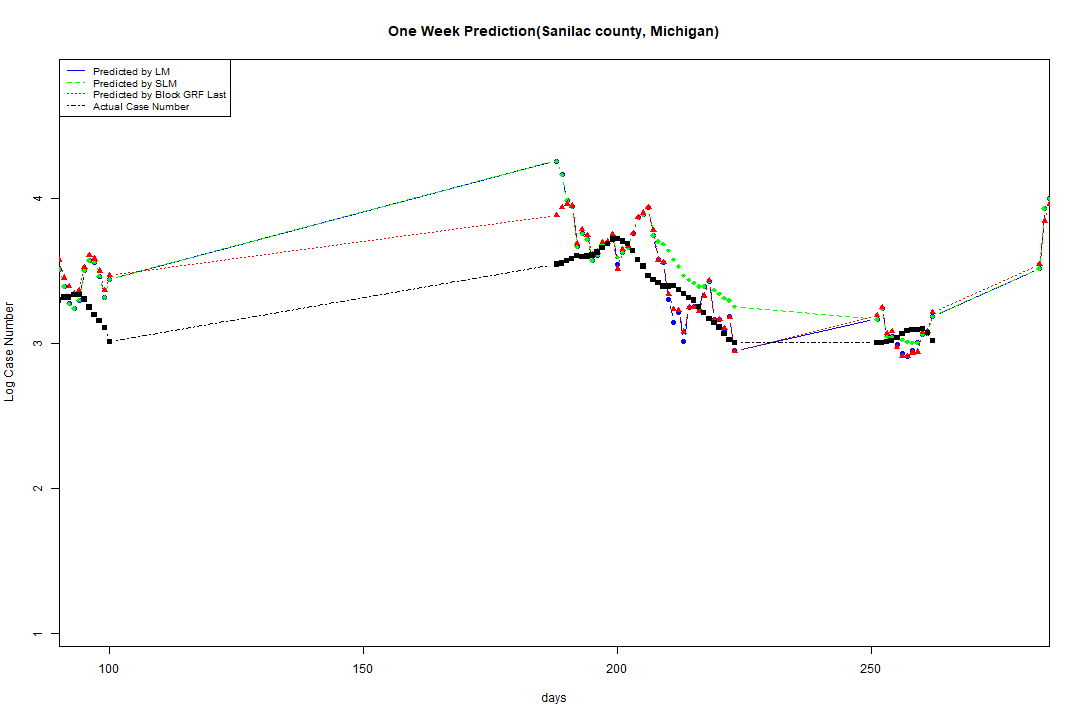 One Week Prediction(Sanilac county, Michigan)
Predicted by LM
Predicted by SLM
Predicted by Block GRF Last
Actual Case Number
Log Case Number
4
3
2
1
100
150
200
250
days